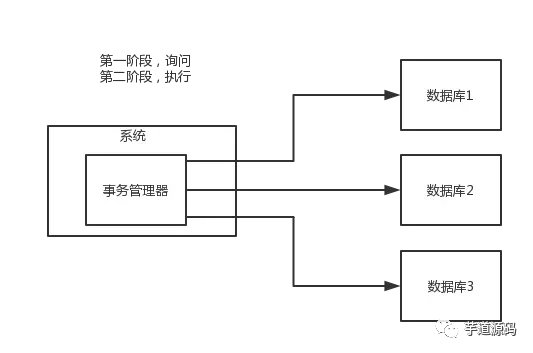 第一阶段，询问
第二阶段，执行
系统
事务管理器
数据库1
数据库2
数据库3
芋道源码